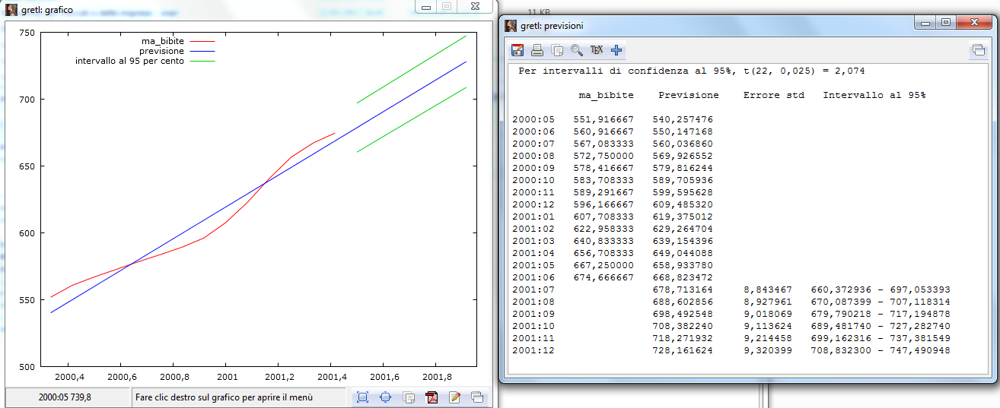 gretl: grafico
750
700
650
600
550
500
ma_bibite
previsione
intervallo al 95 per cento
2000,4 2000,6 2000,8 2001 2001,2 2001,4 2001,6 2001,8
2000:05 739,8
Fare clic destro sul grafico per aprire il menù
11 KB
gretl: previsioni
TEX
Per intervalli di confidenza al 95%, t(22, 0,025) = 2,074
ma_bibite Previsione Errore std Intervallo al 95%
2000:05 551,916667 540,257476
2000:06 560,916667 550,147168
2000:07 567,083333 560,036860
2000:08 572,750000 569,926552
2000:09 578,416667 579,816244
2000:10 583,708333 589,705936
2000:11 589,291667 599,595628
2000:12 596,166667 609,485320
2001:01 607,708333 619,375012
2001:02 622,958333 629,264704
2001:03 640,833333 639,154396
2001:04 656,708333 649,044088
2001:05 667,250000 658,933780
2001:06 674,666667 668,823472
2001:07 678,713164 8,843467 660,372936 - 697,053393
2001:08 688,602856 8,927961 670,087399 - 707,118314
2001:09 698,492548 9,018069 679,790218 - 717,194878
2001:10 708,382240 9,113624 689,481740 - 727,282740
2001:11 718,271932 9,214458 699,162316 - 737,381549
2001:12 728,161624 9,320399 708,832300 - 747,490948